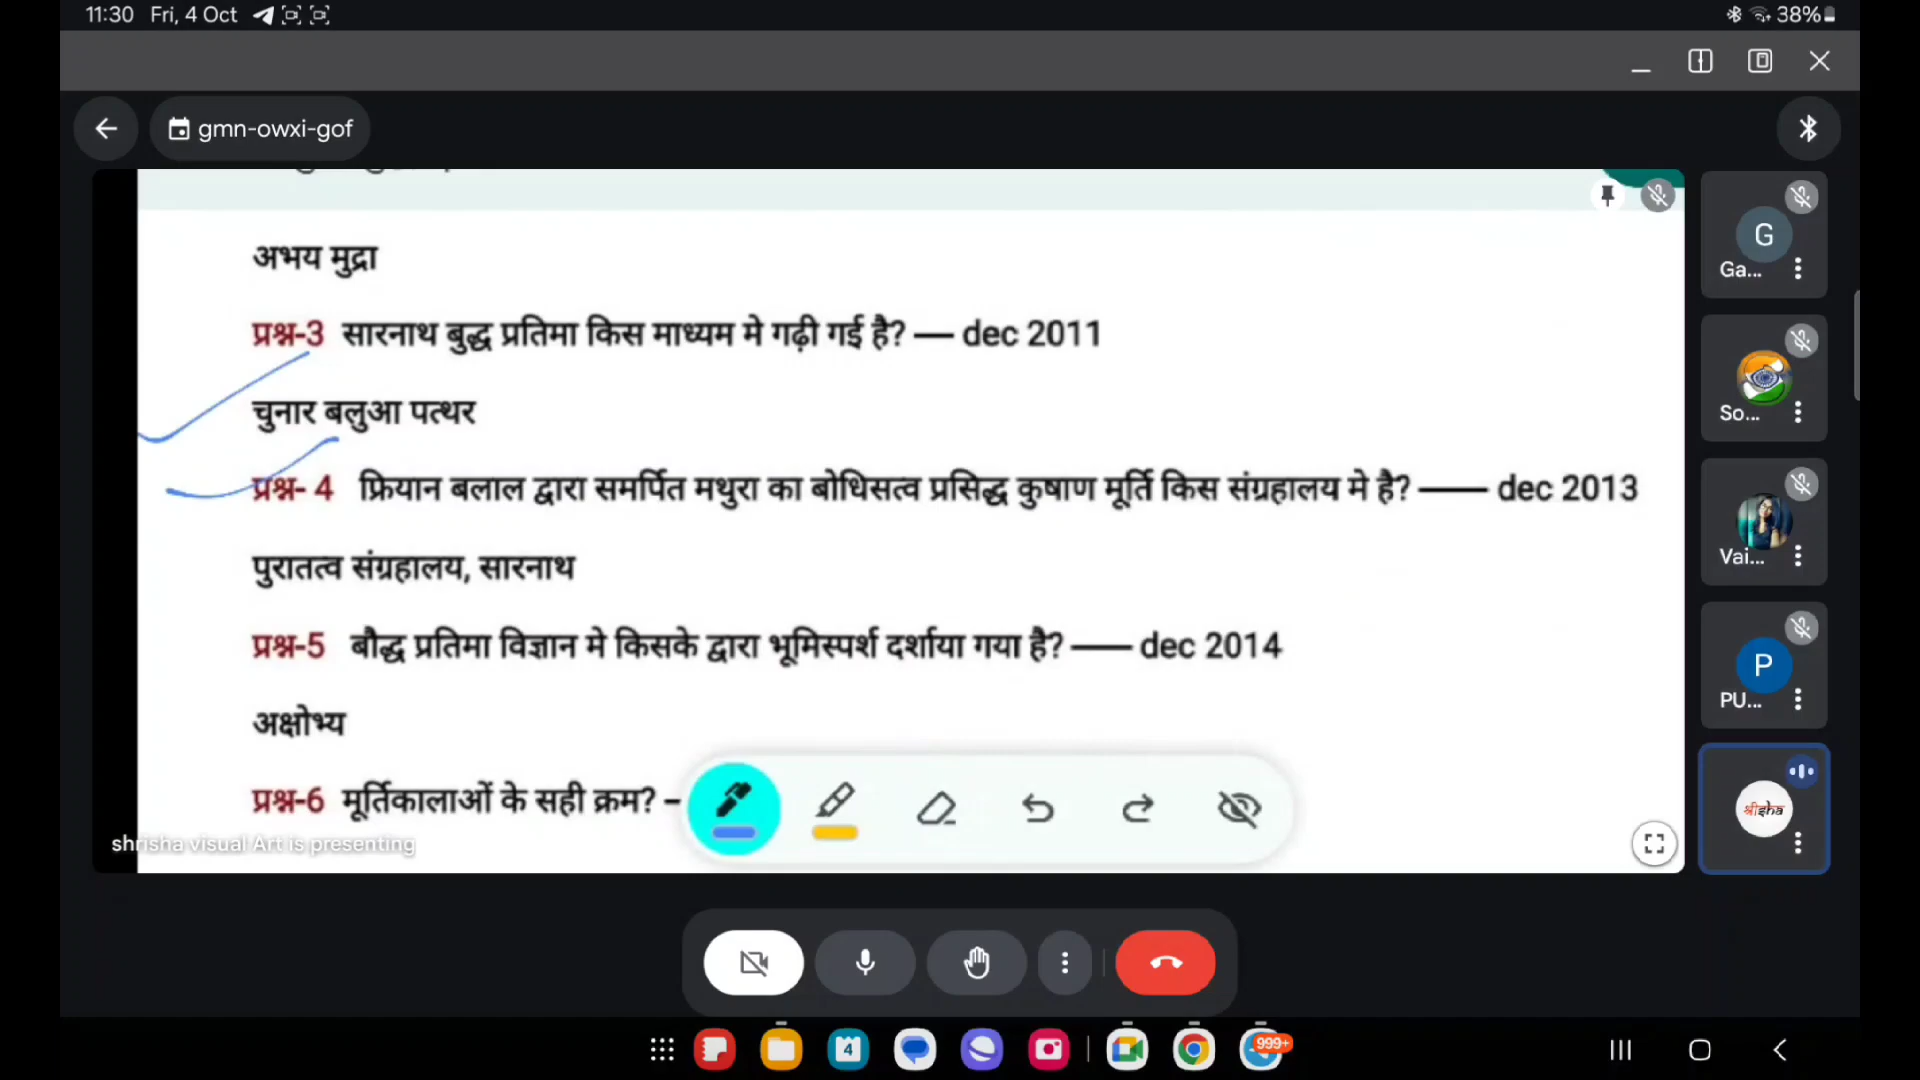 11:30 Fri, 4 Oct
38%
gmn-owxi-gof
अभय मुद्रा
प्रश्न-3 सारनाथ बुद्ध प्रतिमा किस माध्यम मे गढ़ी गई है? — dec 2011
चुनार बलुआ पत्थर
प्रश्न- 4 फ्रियान बलाल द्वारा समर्पित मथुरा का बोधिसत्व प्रसिद्ध कुषाण मूर्ति किस संग्रहालय मे है? —— dec 2013
पुरातत्व संग्रहालय, सारनाथ
प्रश्न-5 बौद्ध प्रतिमा विज्ञान मे किसके द्वारा भूमिस्पर्श दर्शाया गया है? —— dec 2014
अक्षोभ्य
प्रश्न-6 मूर्तिकालाओं के सही क्रम? –
shrisha visual Art is presenting
G
Ga...
So...
Vai...
P
PU...
श्रीsha
4
999+